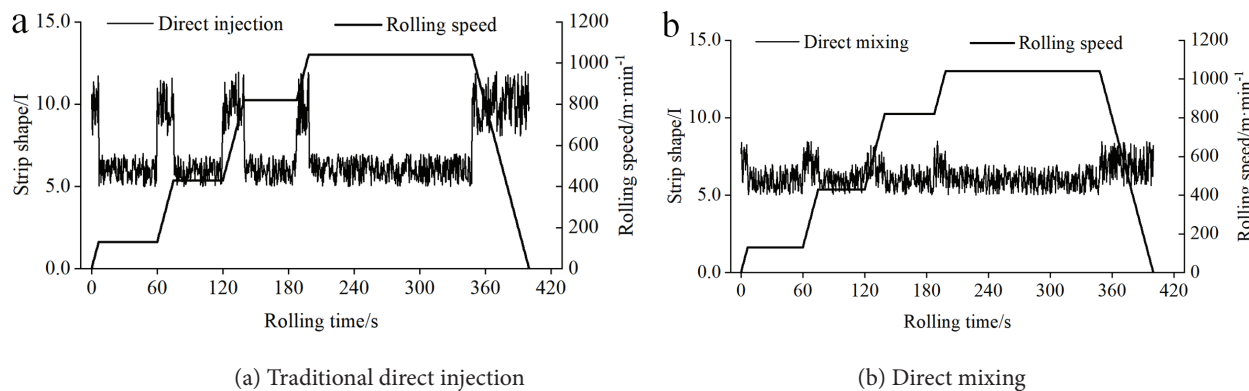 a
Direct injection
Rolling speed
15.0
10.0
5.0
0.0
Strip shape/I
1200
1000
800
600
400
200
0
Rolling speed/m·min⁻¹
0 60 120 180 240 300 360 420
Rolling time/s
(a) Traditional direct injection
b
Direct mixing
Rolling speed
15.0
10.0
5.0
0.0
Strip shape/I
1200
1000
800
600
400
200
0
Rolling speed/m·min⁻¹
0 60 120 180 240 300 360 420
Rolling time/s
(b) Direct mixing